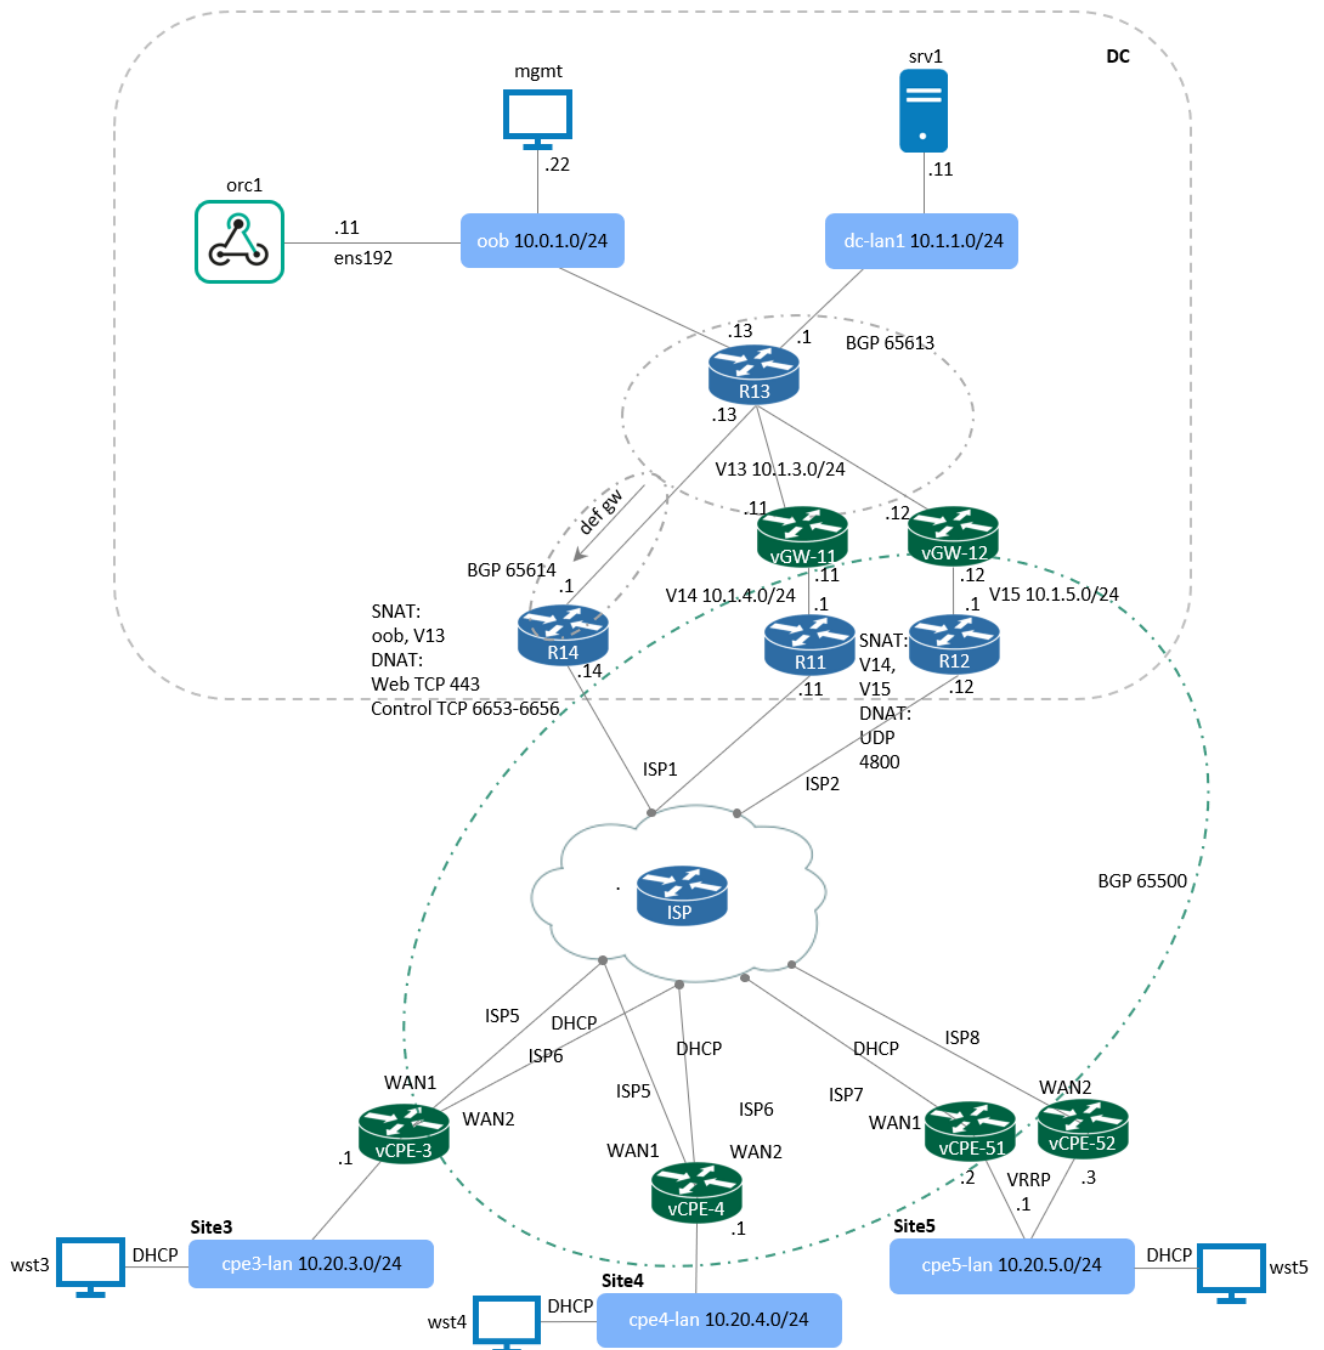 DC
mgmt
srv1
.22
.11
orc1
.11
ens192
oob 10.0.1.0/24
dc-lan1 10.1.1.0/24
.13
.1
BGP 65613
R13
.13
V13 10.1.3.0/24
def gw
.11
.12
vGW-11
vGW-12
BGP 65614
.1
.11
.12
V14 10.1.4.0/24
V15 10.1.5.0/24
.1
.1
SNAT:
oob, V13
DNAT:
Web TCP 443
Control TCP 6653-6656
R14
.14
R11
.11
SNAT:
V14,
V15
DNAT:
UDP
4800
R12
.12
ISP1
ISP2
.
ISP
BGP 65500
ISP5
DHCP
ISP6
DHCP
ISP5
ISP6
DHCP
ISP7
ISP8
WAN1
WAN2
vCPE-3
.1
WAN1
WAN2
vCPE-4
.1
WAN1
vCPE-51
.2
WAN2
vCPE-52
.3
VRRP
.1
Site3
wst3
DHCP
cpe3-lan 10.20.3.0/24
Site4
wst4
DHCP
cpe4-lan 10.20.4.0/24
Site5
cpe5-lan 10.20.5.0/24
DHCP
wst5